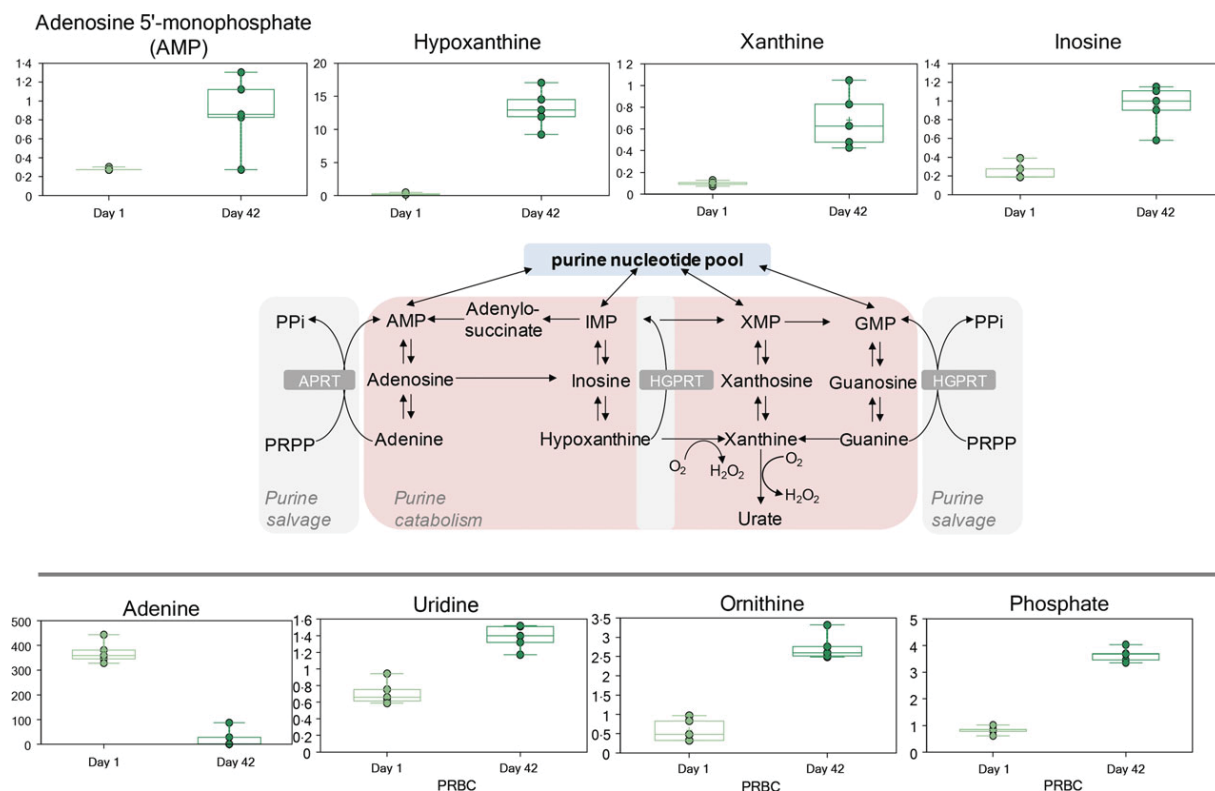 Adenosine 5'-monophosphate
(AMP)
Hypoxanthine
Xanthine
Inosine
1·4
1·2
1
0·8
0·6
0·4
0·2
0
Day 1
Day 42
20
15
10
5
0
Day 1
Day 42
1·2
1
0·8
0·6
0·4
0·2
0
Day 1
Day 42
1·4
1·2
1
0·8
0·6
0·4
0·2
0
Day 1
Day 42
purine nucleotide pool
PPi
AMP
Adenylo-
succinate
IMP
XMP
GMP
PPi
APRT
Adenosine
Inosine
HGPRT
Xanthosine
Guanosine
HGPRT
PRPP
Adenine
Hypoxanthine
Xanthine
Guanine
PRPP
O2
H2O2
O2
H2O2
Urate
Purine
salvage
Purine
catabolism
Purine
salvage
Adenine
Uridine
Ornithine
Phosphate
500
400
300
200
100
0
Day 1
Day 42
1·6
1·4
1·2
1
0·8
0·6
0·4
0·2
0
Day 1
Day 42
PRBC
3·5
3
2·5
2
1·5
1
0·5
0
Day 1
Day 42
PRBC
5
4
3
2
1
0
Day 1
Day 42
PRBC